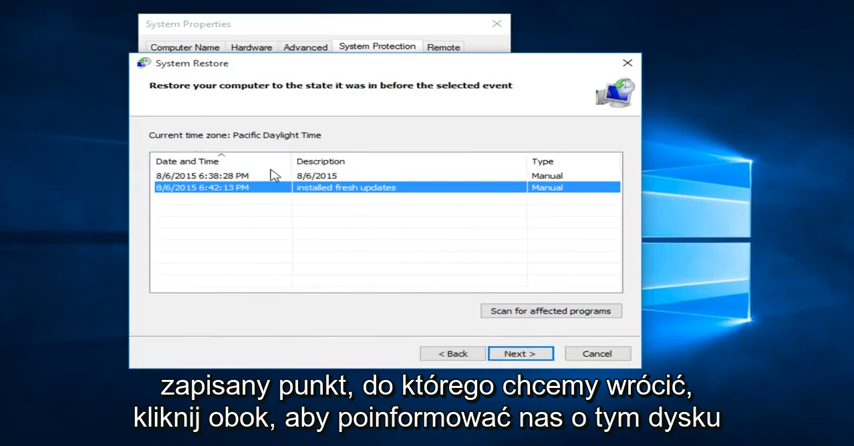 System Properties
Computer Name Hardware Advanced System Protection Remote
System Restore
Restore your computer to the state it was in before the selected event
Current time zone: Pacific Daylight Time
Date and Time Description Type
8/6/2015 6:38:28 PM 8/6/2015 Manual
8/6/2015 6:42:13 PM installed fresh updates Manual
Scan for affected programs
< Back Next > Cancel
zapisany punkt, do którego chcemy wrócić,
kliknij obok, aby poinformować nas o tym dysku